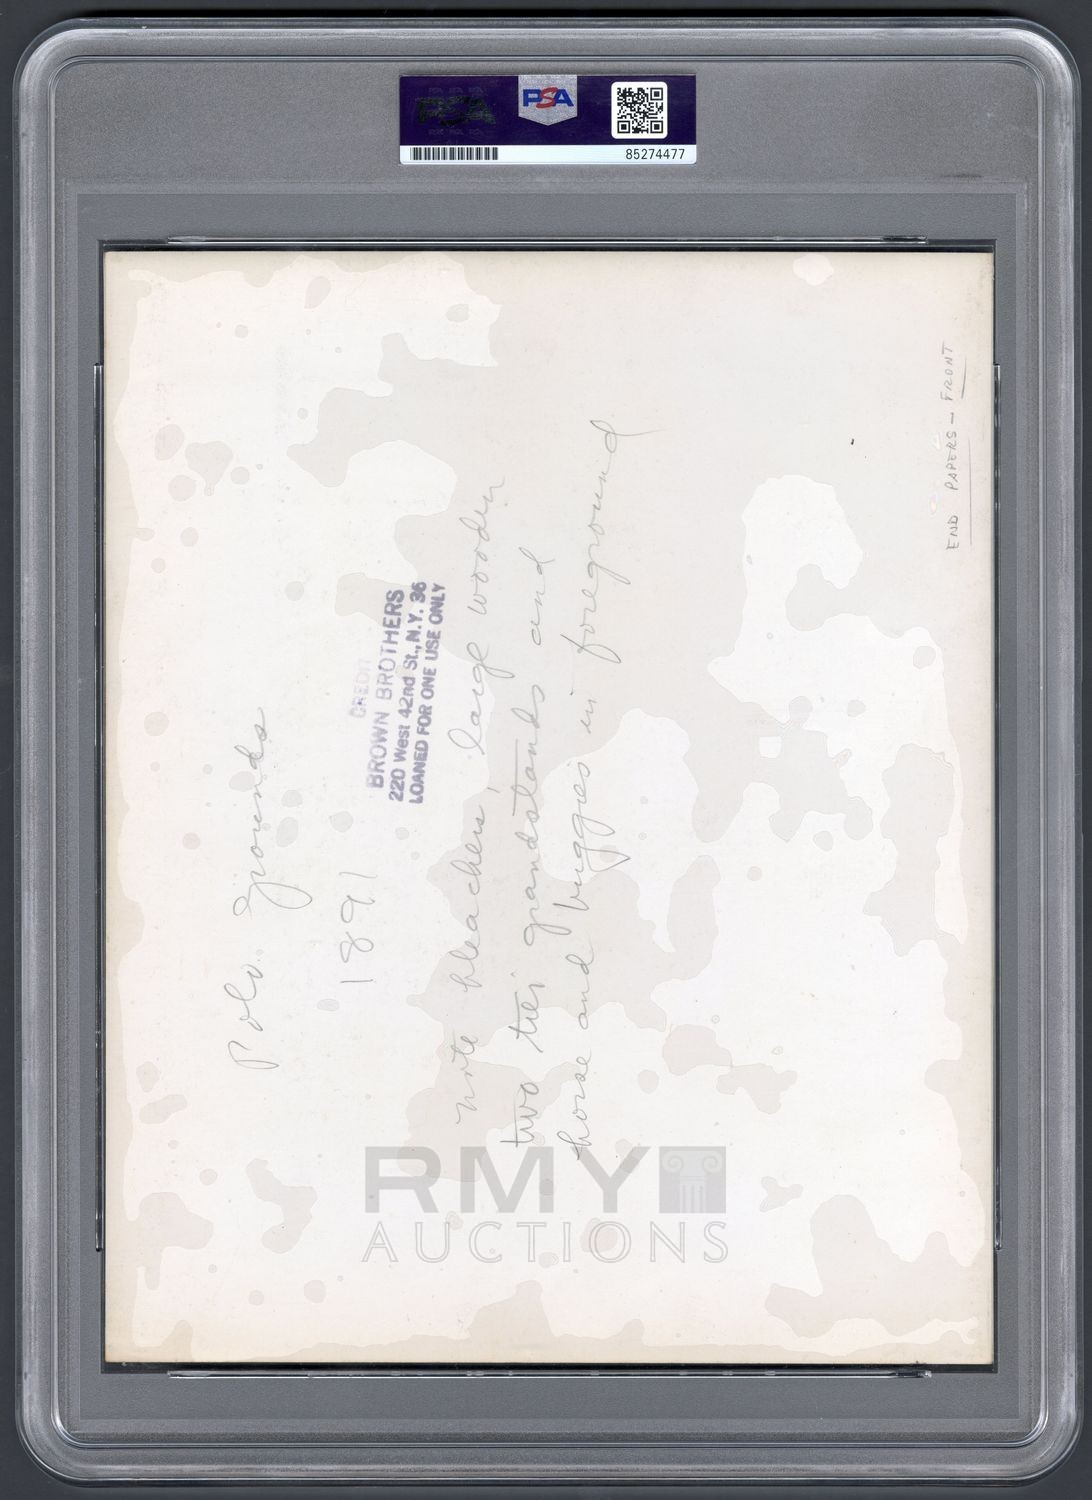 PSA
PSA
85274477
END PAPERS - FRONT
Polo Grounds
1891
CREDIT
BROWN BROTHERS
220 West 42nd St., N.Y. 36
LOANED FOR ONE USE ONLY
note bleachers, large wooden
two tier grandstands and
horse and buggies in foreground
RMY
AUCTIONS